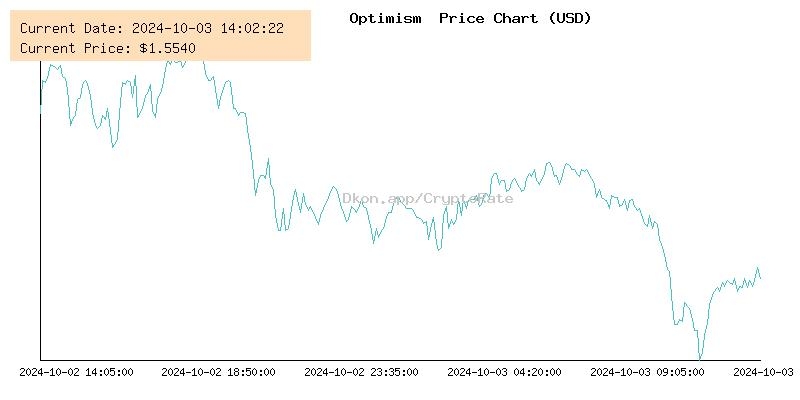 Optimism  Price Chart (USD)
Current Date: 2024-10-03 14:02:22
Current Price: $1.5540
Dkon.app/CryptoRate
2024-10-02 14:05:00
2024-10-02 18:50:00
2024-10-02 23:35:00
2024-10-03 04:20:00
2024-10-03 09:05:00
2024-10-03